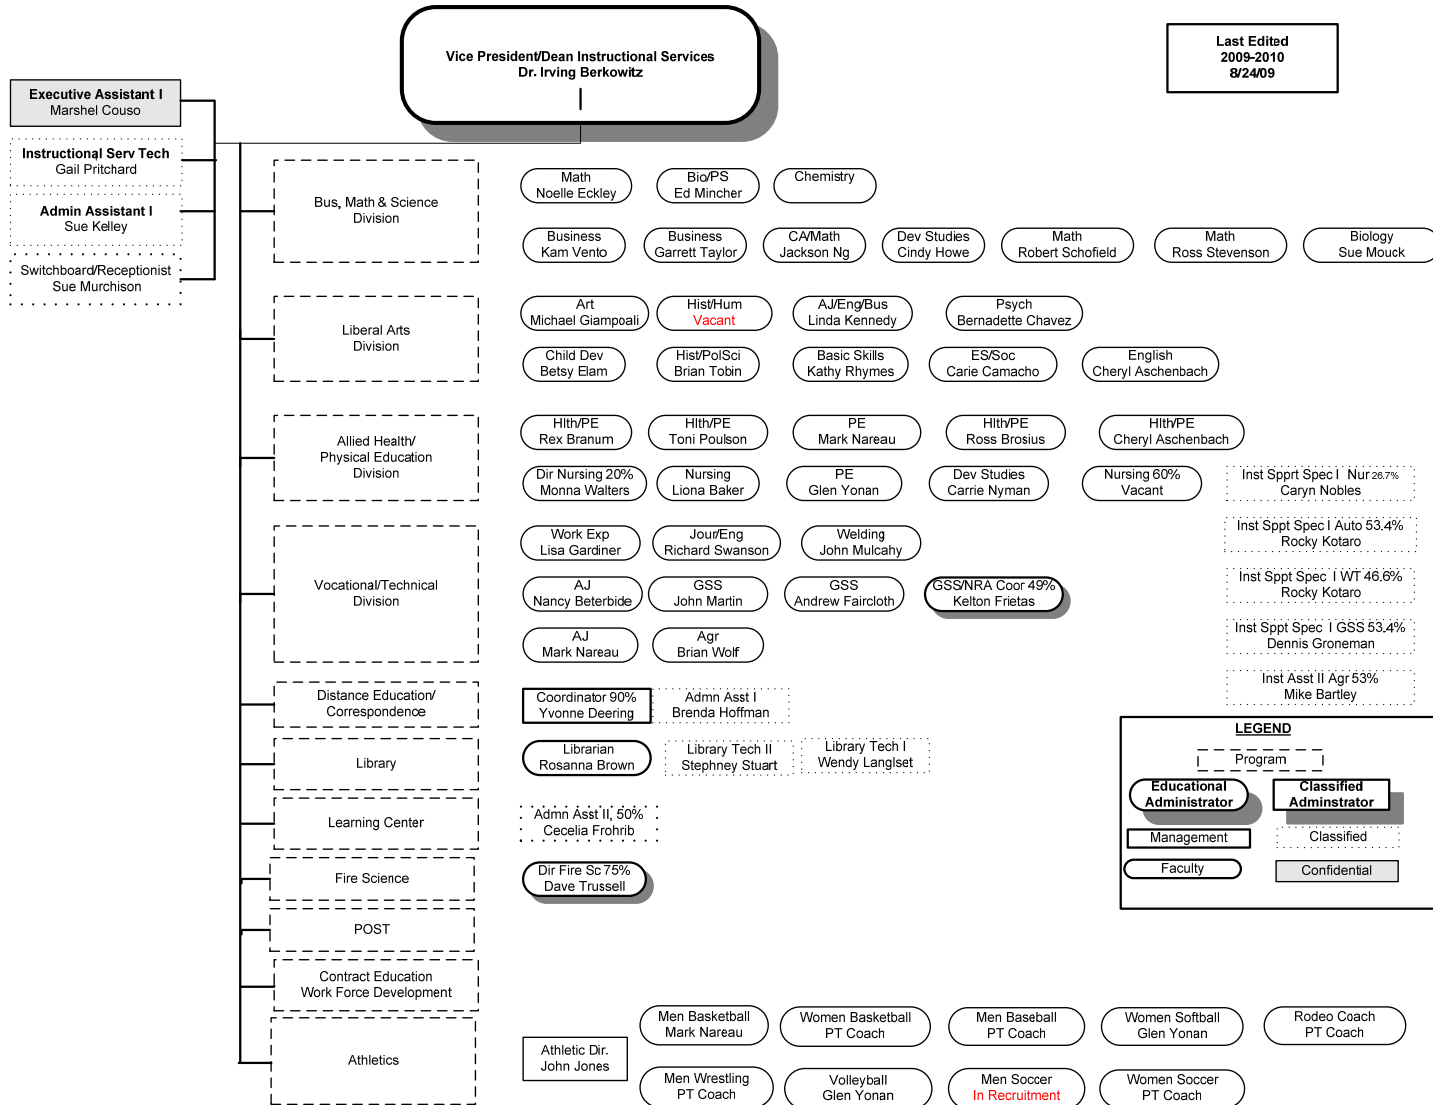 Vice President/Dean Instructional Services
Dr. Irving Berkowitz
Last Edited
2009-2010
8/24/09
Executive Assistant I
Marshel Couso
Instructional Serv Tech
Gail Pritchard
Admin Assistant I
Sue Kelley
Switchboard/Receptionist
Sue Murchison
Bus, Math & Science
Division
Math
Noelle Eckley
Bio/PS
Ed Mincher
Chemistry
Business
Kam Vento
Business
Garrett Taylor
CA/Math
Jackson Ng
Dev Studies
Cindy Howe
Math
Robert Schofield
Math
Ross Stevenson
Biology
Sue Mouck
Liberal Arts
Division
Art
Michael Giampoali
Hist/Hum
Vacant
AJ/Eng/Bus
Linda Kennedy
Psych
Bernadette Chavez
Child Dev
Betsy Elam
Hist/PolSci
Brian Tobin
Basic Skills
Kathy Rhymes
ES/Soc
Carie Camacho
English
Cheryl Aschenbach
Allied Health/
Physical Education
Division
Hlth/PE
Rex Branum
Hlth/PE
Toni Poulson
PE
Mark Nareau
Hlth/PE
Ross Brosius
Hlth/PE
Cheryl Aschenbach
Dir Nursing 20%
Monna Walters
Nursing
Liona Baker
PE
Glen Yonan
Dev Studies
Carrie Nyman
Nursing 60%
Vacant
Inst Spprt Spec I Nur 26.7%
Caryn Nobles
Inst Sppt Spec I Auto 53.4%
Rocky Kotaro
Inst Sppt Spec I WT 46.6%
Rocky Kotaro
Inst Sppt Spec I GSS 53.4%
Dennis Groneman
Inst Asst II Agr 53%
Mike Bartley
Vocational/Technical
Division
Work Exp
Lisa Gardiner
Jour/Eng
Richard Swanson
Welding
John Mulcahy
AJ
Nancy Beterbide
GSS
John Martin
GSS
Andrew Faircloth
GSS/NRA Coor 49%
Kelton Frietas
AJ
Mark Nareau
Agr
Brian Wolf
Distance Education/
Correspondence
Coordinator 90%
Yvonne Deering
Admn Asst I
Brenda Hoffman
Library
Librarian
Rosanna Brown
Library Tech II
Stephney Stuart
Library Tech I
Wendy Langlset
Learning Center
Admn Asst II, 50%
Cecelia Frohrib
Fire Science
Dir Fire Sc 75%
Dave Trussell
POST
Contract Education
Work Force Development
Athletics
Athletic Dir.
John Jones
Men Basketball
Mark Nareau
Women Basketball
PT Coach
Men Baseball
PT Coach
Women Softball
Glen Yonan
Rodeo Coach
PT Coach
Men Wrestling
PT Coach
Volleyball
Glen Yonan
Men Soccer
In Recruitment
Women Soccer
PT Coach
LEGEND
Program
Educational
Administrator
Classified
Adminstrator
Management
Classified
Faculty
Confidential